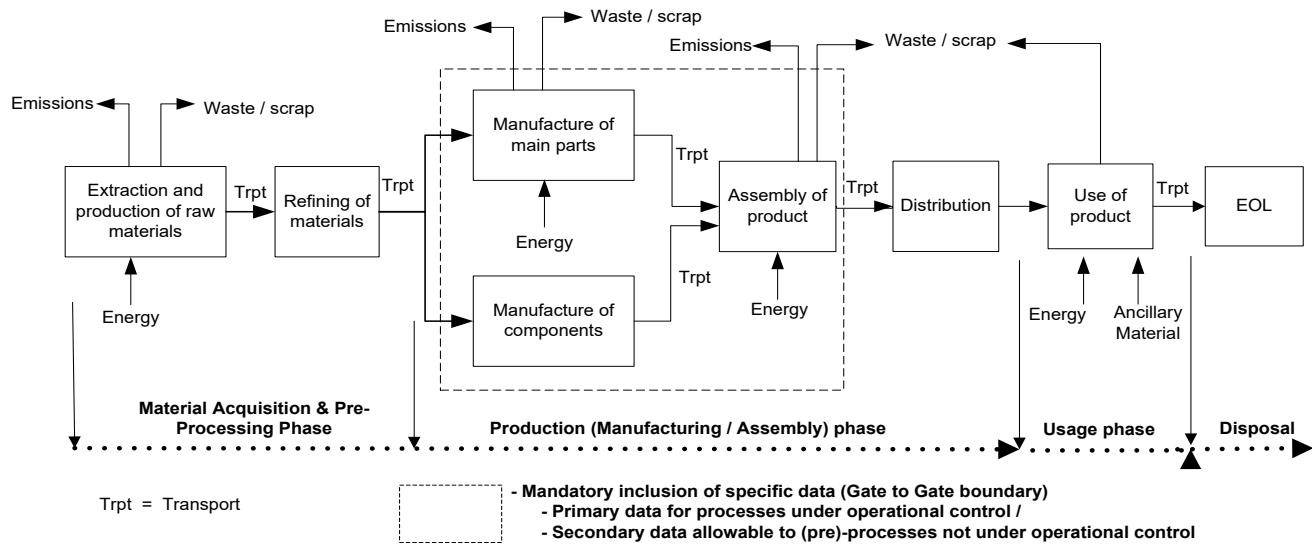 Emissions
Waste / scrap
Emissions
Waste / scrap
Emissions
Waste / scrap
Extraction and
production of raw
materials
Trpt
Refining of
materials
Trpt
Manufacture of
main parts
Trpt
Energy
Manufacture of
components
Trpt
Assembly of
product
Trpt
Distribution
Use of
product
Trpt
EOL
Energy
Energy
Energy
Ancillary
Material
Material Acquisition & Pre-
Processing Phase
Production (Manufacturing / Assembly) phase
Usage phase
Disposal
Trpt = Transport
- Mandatory inclusion of specific data (Gate to Gate boundary)
- Primary data for processes under operational control /
- Secondary data allowable to (pre)-processes not under operational control